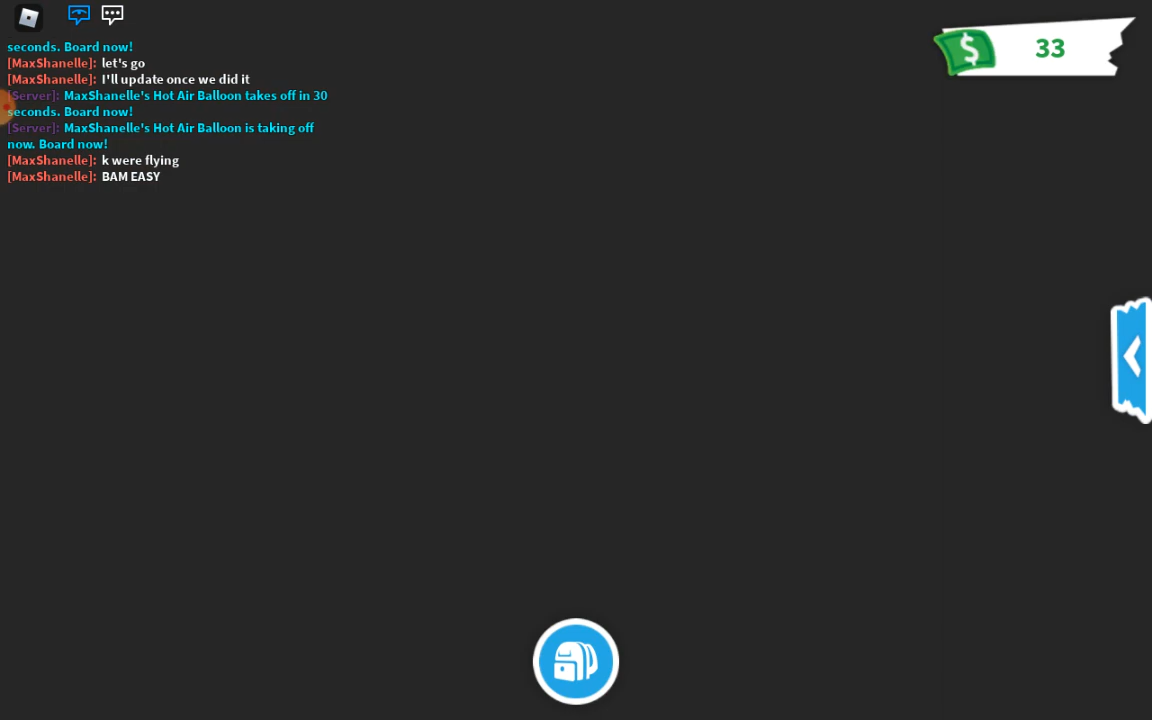 seconds. Board now!
[MaxShanelle]: let's go
[MaxShanelle]: I'll update once we did it
[Server]: MaxShanelle's Hot Air Balloon takes off in 30
seconds. Board now!
[Server]: MaxShanelle's Hot Air Balloon is taking off
now. Board now!
[MaxShanelle]: k were flying
[MaxShanelle]: BAM EASY
$ 33